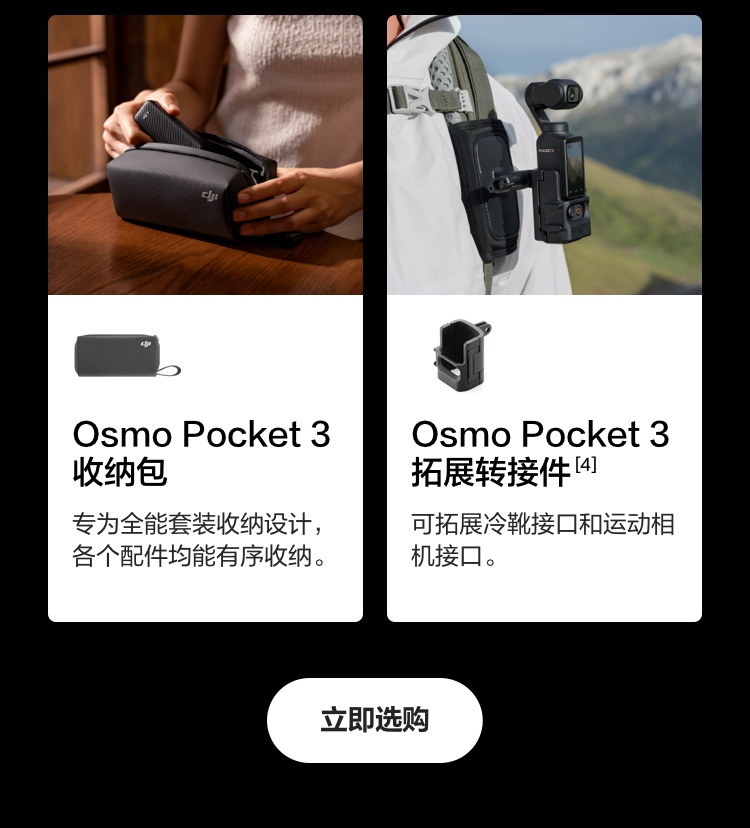 dji
POCKET 3
dji
Osmo Pocket 3
收纳包
专为全能套装收纳设计，
各个配件均能有序收纳。
Osmo Pocket 3
拓展转接件[4]
可拓展冷靴接口和运动相
机接口。
立即选购